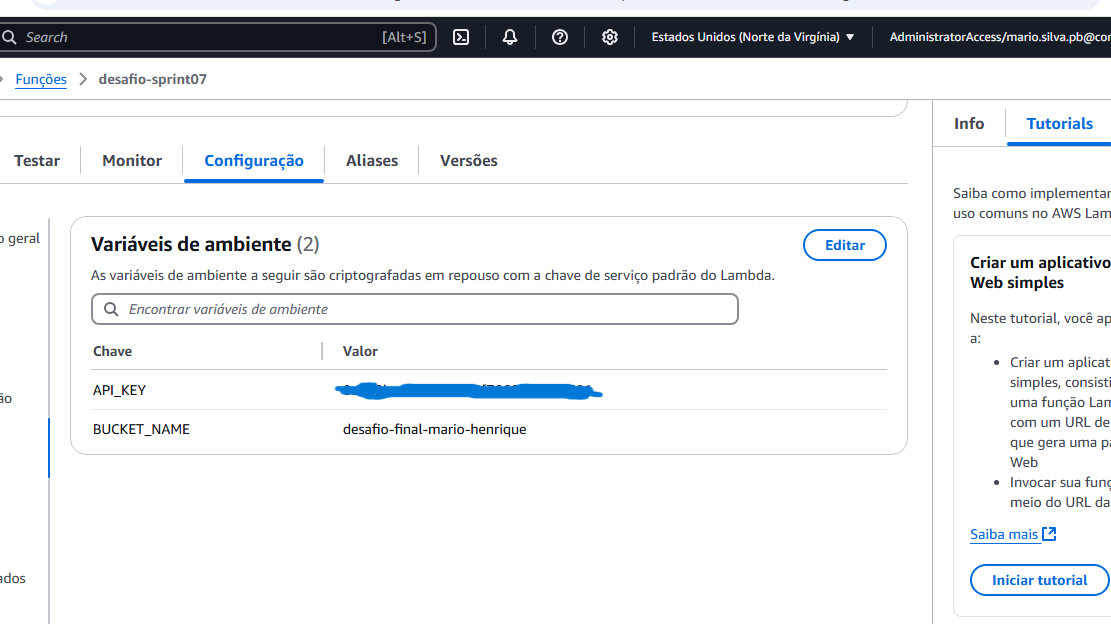 Search [Alt+S] Estados Unidos (Norte da Virgínia) AdministratorAccess/mario.silva.pb@co
Funções desafio-sprint07
Info Tutorials
Testar Monitor Configuração Aliases Versões
Saiba como implementar
uso comuns no AWS Lam
o geral
Variáveis de ambiente (2) Editar
As variáveis de ambiente a seguir são criptografadas em repouso com a chave de serviço padrão do Lambda.
Encontrar variáveis de ambiente
Chave Valor
API_KEY
BUCKET_NAME desafio-final-mario-henrique
ão
ados
Criar um aplicativo
Web simples
Neste tutorial, você ap
a:
Criar um aplicat
simples, consisti
uma função Lam
com um URL de
que gera uma pá
Web
Invocar sua funç
meio do URL da
Saiba mais
Iniciar tutorial